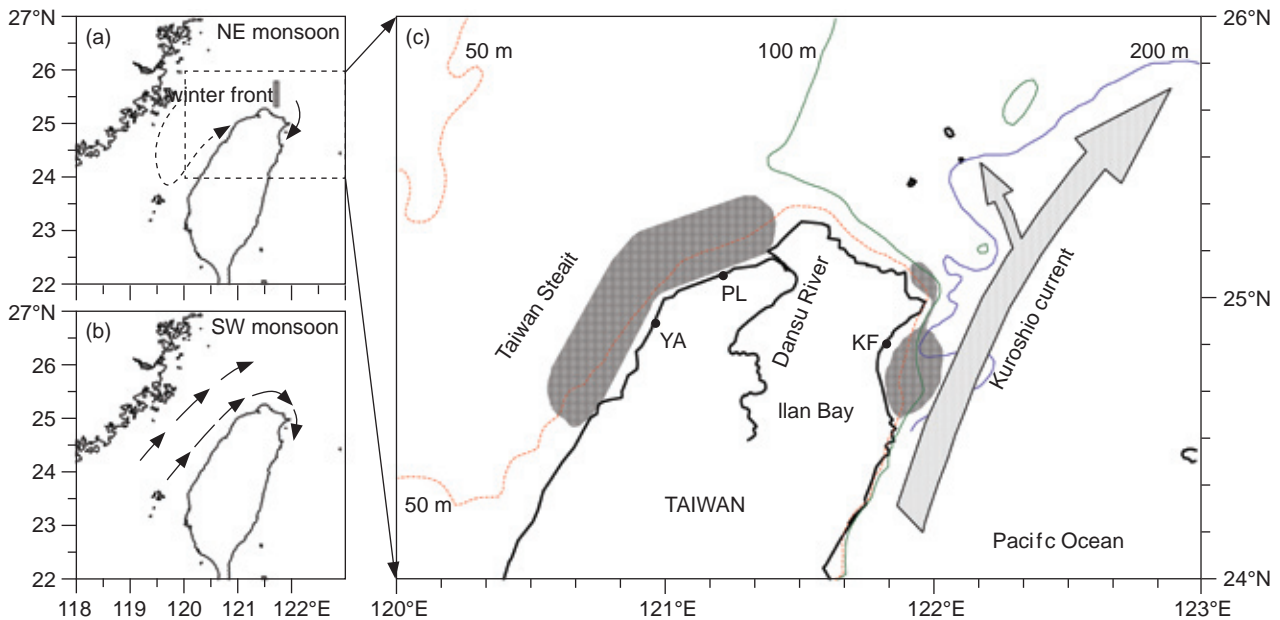 27°N
26
25
24
23
22
(a)
NE monsoon
winter front
27°N
26
25
24
23
22
(b)
SW monsoon
118
119
120
121
122°E
(c)
50 m
100 m
200 m
26°N
25°N
24°N
Taiwan Steait
PL
YA
Dansu River
KF
Kuroshio current
Ilan Bay
50 m
TAIWAN
Pacifc Ocean
120°E
121°E
122°E
123°E